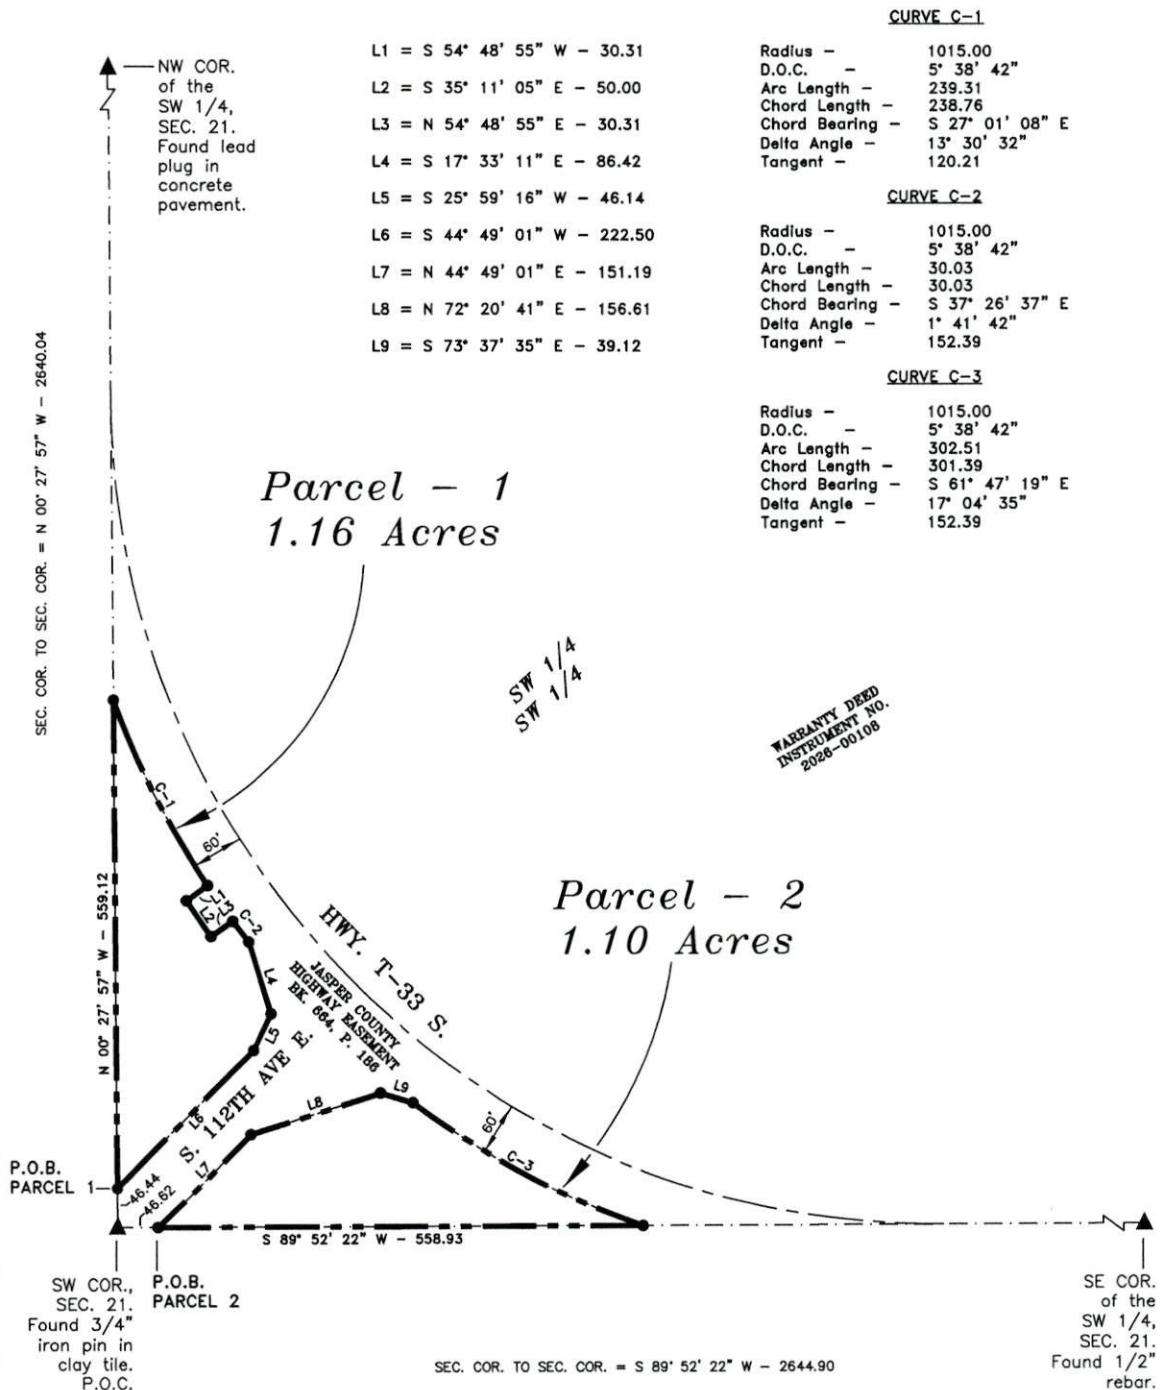 NW COR.
of the
SW 1/4,
SEC. 21.
Found lead
plug in
concrete
pavement.
L1 = S 54° 48' 55" W - 30.31
L2 = S 35° 11' 05" E - 50.00
L3 = N 54° 48' 55" E - 30.31
L4 = S 17° 33' 11" E - 86.42
L5 = S 25° 59' 16" W - 46.14
L6 = S 44° 49' 01" W - 222.50
L7 = N 44° 49' 01" E - 151.19
L8 = N 72° 20' 41" E - 156.61
L9 = S 73° 37' 35" E - 39.12
CURVE C-1
Radius - 1015.00
D.O.C. - 5° 38' 42"
Arc Length - 239.31
Chord Length - 238.76
Chord Bearing - S 27° 01' 08" E
Delta Angle - 13° 30' 32"
Tangent - 120.21
CURVE C-2
Radius - 1015.00
D.O.C. - 5° 38' 42"
Arc Length - 30.03
Chord Length - 30.03
Chord Bearing - S 37° 26' 37" E
Delta Angle - 1° 41' 42"
Tangent - 152.39
CURVE C-3
Radius - 1015.00
D.O.C. - 5° 38' 42"
Arc Length - 302.51
Chord Length - 301.39
Chord Bearing - S 61° 47' 19" E
Delta Angle - 17° 04' 35"
Tangent - 152.39
SEC. COR. TO SEC. COR. = N 00° 27' 57" W - 2640.04
Parcel - 1
1.16 Acres
SW 1/4
SW 1/4
WARRANTY DEED
INSTRUMENT NO.
2026-00108
C-1
60'
L1
L2
L3
C-2
L4
L5
L6
N 00° 27' 57" W - 559.12
HWY. T-33 S.
JASPER COUNTY
HIGHWAY EASEMENT
BK. 664, P. 186
S. 112TH AVE E.
Parcel - 2
1.10 Acres
L7
L8
L9
60'
C-3
P.O.B.
PARCEL 1
46.44
46.62
S 89° 52' 22" W - 558.93
SW COR.,
SEC. 21.
Found 3/4"
iron pin in
clay tile.
P.O.C.
P.O.B.
PARCEL 2
SEC. COR. TO SEC. COR. = S 89° 52' 22" W - 2644.90
SE COR.
of the
SW 1/4,
SEC. 21.
Found 1/2"
rebar.